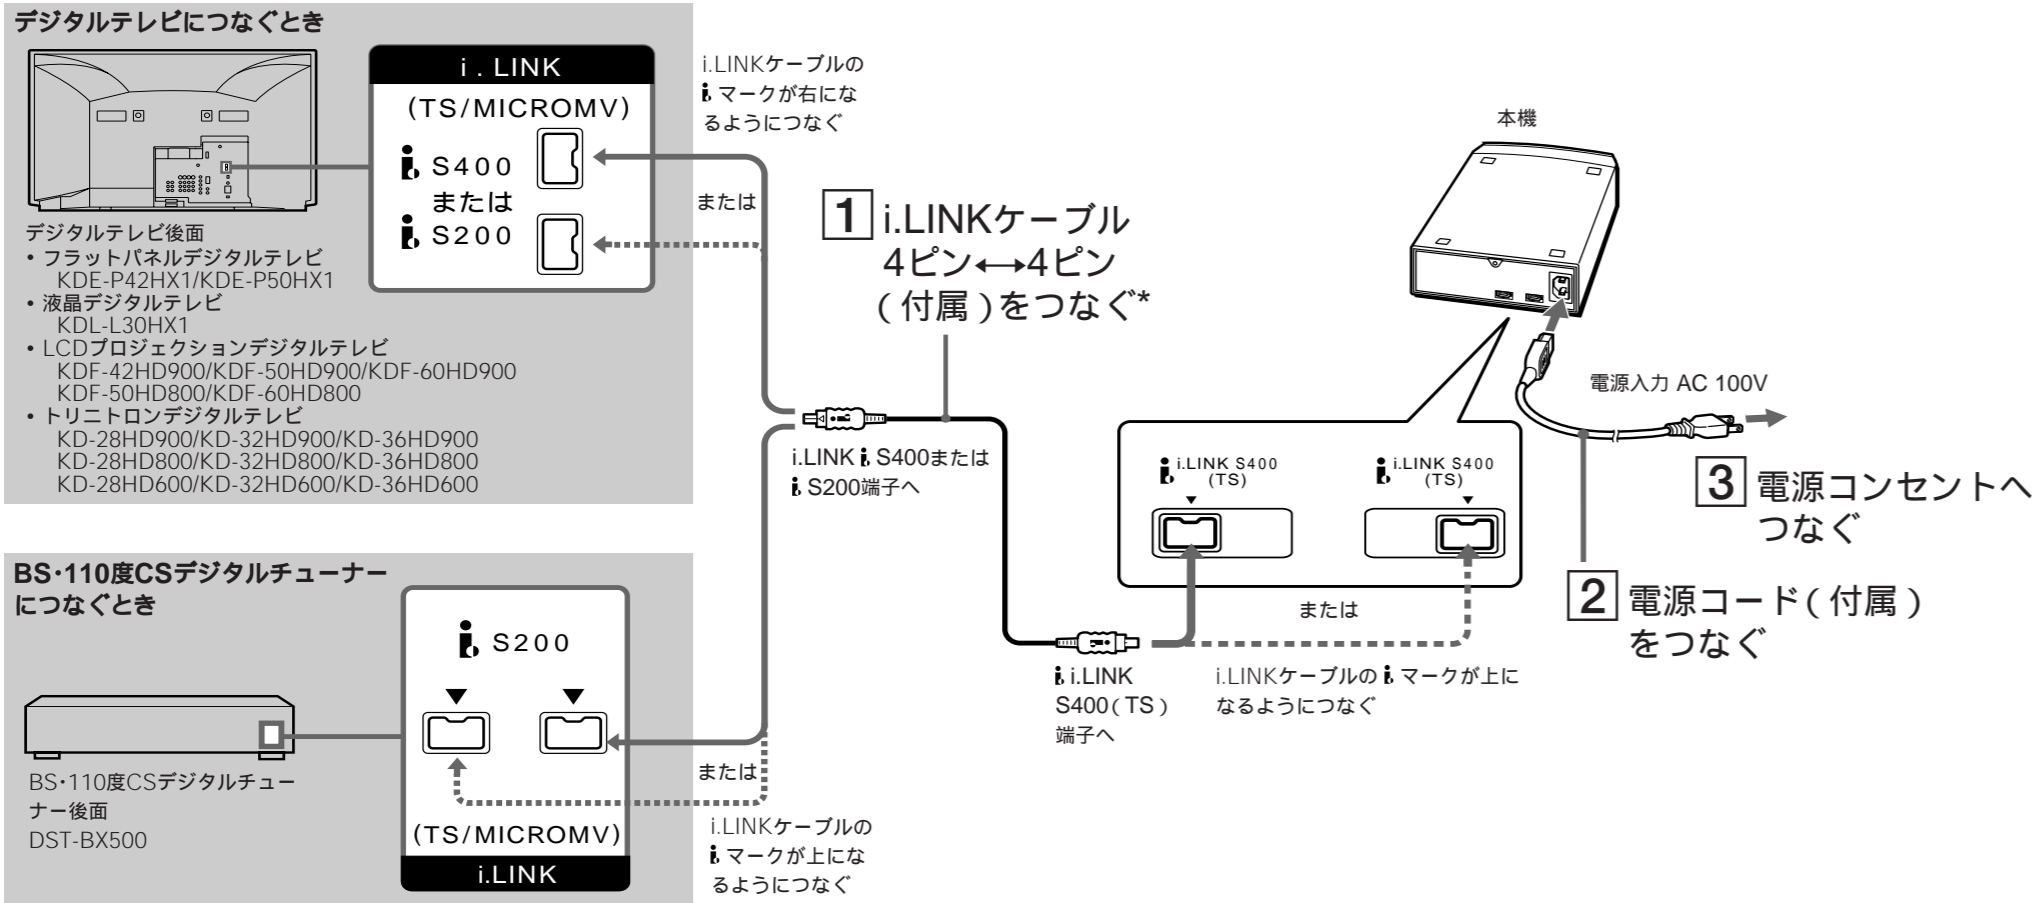 デジタルテレビにつなぐとき
i.LINK
(TS/MICROMV)
S400
または
S200
デジタルテレビ後面
・フラットパネルデジタルテレビ
KDE-P42HX1/KDE-P50HX1
・液晶デジタルテレビ
KDL-L30HX1
・LCDプロジェクションデジタルテレビ
KDF-42HD900/KDF-50HD900/KDF-60HD900
KDF-50HD800/KDF-60HD800
・トリニトロンデジタルテレビ
KD-28HD900/KD-32HD900/KD-36HD900
KD-28HD800/KD-32HD800/KD-36HD800
KD-28HD600/KD-32HD600/KD-36HD600
i.LINKケーブルの
i マークが右にな
るようにつなぐ
または
1 i.LINKケーブル
4ピン⟷4ピン
(付属)をつなぐ*
i.LINK i S400または
i S200端子へ
本機
電源入力 AC 100V
i.LINK S400
(TS)
i.LINK S400
(TS)
3 電源コンセントへ
つなぐ
2 電源コード(付属)
をつなぐ
または
i i.LINK
S400(TS)
端子へ
i.LINKケーブルの i マークが上に
なるようにつなぐ
BS・110度CSデジタルチューナー
につなぐとき
S200
(TS/MICROMV)
i.LINK
BS・110度CSデジタルチュー
ナー後面
DST-BX500
または
i.LINKケーブルの
i マークが上にな
るようにつなぐ